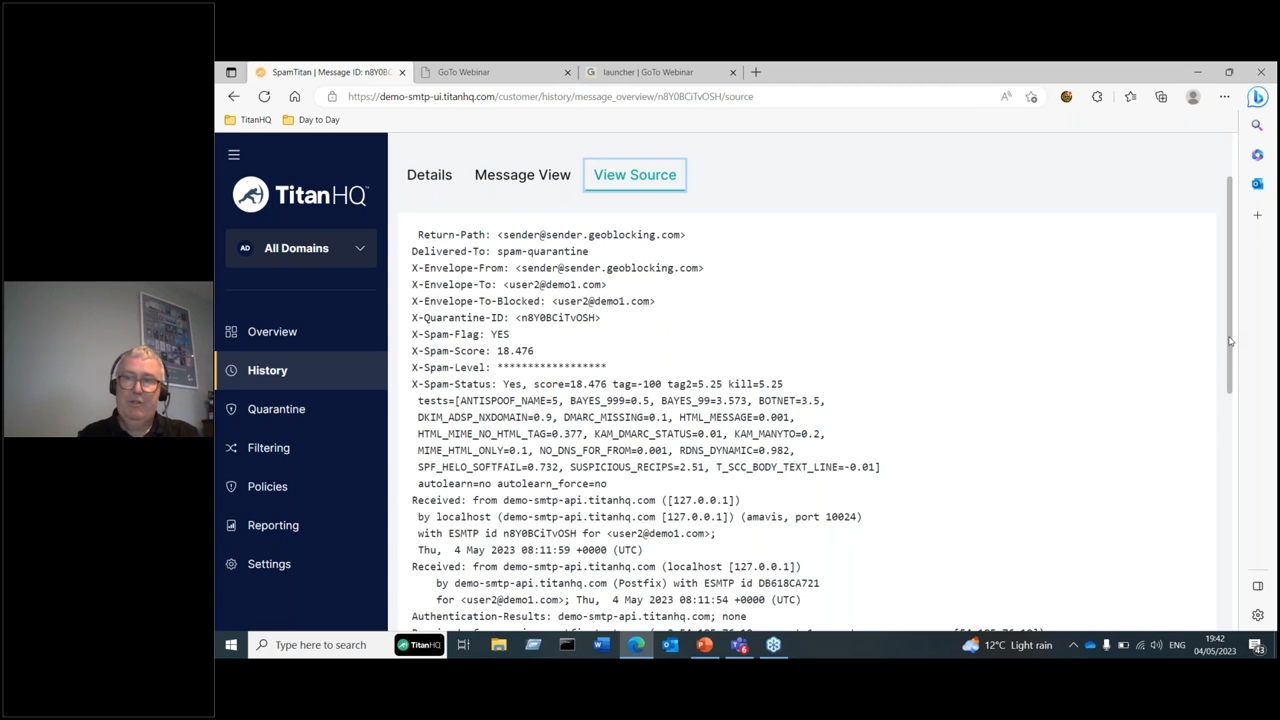 SpamTitan | Message ID: n8Y0BC
GoTo Webinar
launcher | GoTo Webinar
https://demo-smtp-ui.titanhq.com/customer/history/message_overview/n8Y0BCiTvOSH/source
TitanHQ
Day to Day
TitanHQ
AD All Domains
Overview
History
Quarantine
Filtering
Policies
Reporting
Settings
Details Message View View Source
Return-Path: <sender@sender.geoblocking.com>
Delivered-To: spam-quarantine
X-Envelope-From: <sender@sender.geoblocking.com>
X-Envelope-To: <user2@demo1.com>
X-Envelope-To-Blocked: <user2@demo1.com>
X-Quarantine-ID: <n8Y0BCiTvOSH>
X-Spam-Flag: YES
X-Spam-Score: 18.476
X-Spam-Level: ******************
X-Spam-Status: Yes, score=18.476 tag=-100 tag2=5.25 kill=5.25
tests=[ANTISPOOF_NAME=5, BAYES_999=0.5, BAYES_99=3.573, BOTNET=3.5,
DKIM_ADSP_NXDOMAIN=0.9, DMARC_MISSING=0.1, HTML_MESSAGE=0.001,
HTML_MIME_NO_HTML_TAG=0.377, KAM_DMARC_STATUS=0.01, KAM_MANYTO=0.2,
MIME_HTML_ONLY=0.1, NO_DNS_FOR_FROM=0.001, RDNS_DYNAMIC=0.982,
SPF_HELO_SOFTFAIL=0.732, SUSPICIOUS_RECIPS=2.51, T_SCC_BODY_TEXT_LINE=-0.01]
autolearn=no autolearn_force=no
Received: from demo-smtp-api.titanhq.com ([127.0.0.1])
by localhost (demo-smtp-api.titanhq.com [127.0.0.1]) (amavis, port 10024)
with ESMTP id n8Y0BCiTvOSH for <user2@demo1.com>;
Thu, 4 May 2023 08:11:59 +0000 (UTC)
Received: from demo-smtp-api.titanhq.com (localhost [127.0.0.1])
by demo-smtp-api.titanhq.com (Postfix) with ESMTP id DB618CA721
for <user2@demo1.com>; Thu, 4 May 2023 08:11:54 +0000 (UTC)
Authentication-Results: demo-smtp-api.titanhq.com; none
Type here to search
TitanHQ
12°C Light rain
ENG
19:42
04/05/2023
43